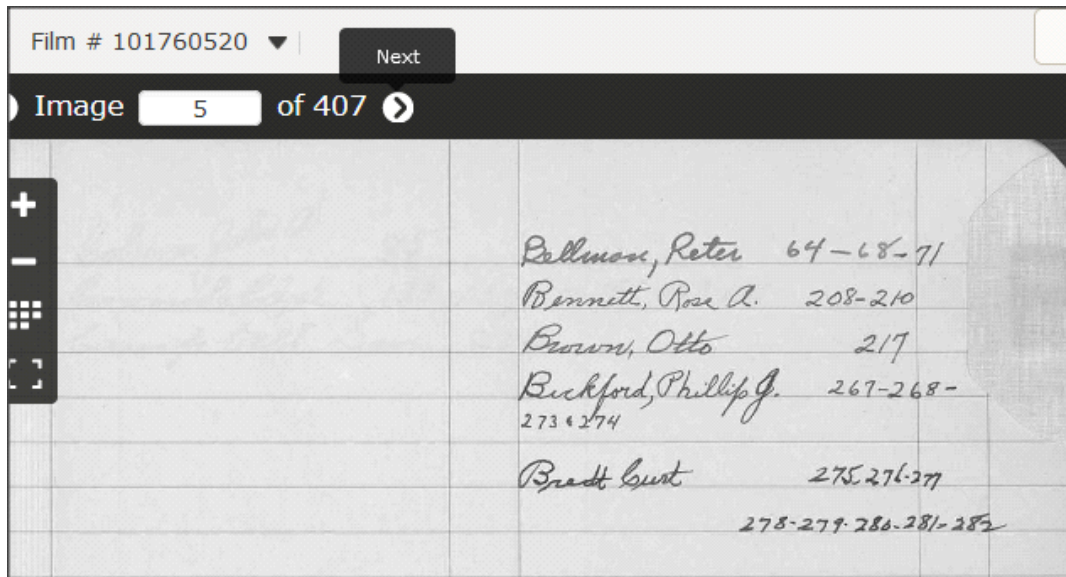 Film # 101760520
Next
Image 5 of 407
Bellmon, Peter 64-68-71
Bennett, Rose A. 208-210
Brown, Otto 217
Bickford, Phillip J. 267-268-
273 & 274
Bradt Curt 275.276-277
278-279-280-281-282